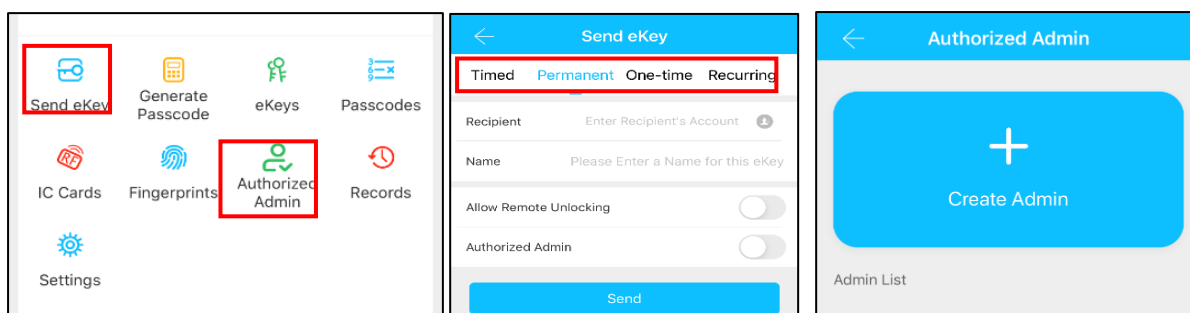 Send eKey
Generate
Passcode
eKeys
Passcodes
IC Cards
Fingerprints
Authorized
Admin
Records
Settings
Send eKey
Timed Permanent One-time Recurring
Recipient Enter Recipient's Account
Name Please Enter a Name for this eKey
Allow Remote Unlocking
Authorized Admin
Send
Authorized Admin
Create Admin
Admin List